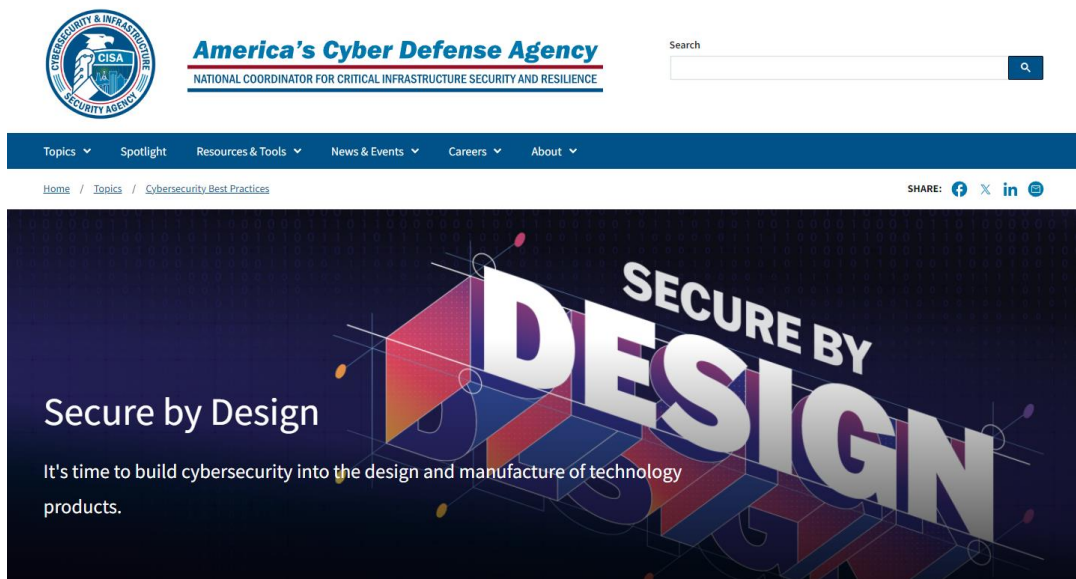 CYBERSECURITY & INFRASTRUCTURE
CISA
SECURITY AGENCY
America's Cyber Defense Agency
NATIONAL COORDINATOR FOR CRITICAL INFRASTRUCTURE SECURITY AND RESILIENCE
Search
Topics Spotlight Resources & Tools News & Events Careers About
Home / Topics / Cybersecurity Best Practices
SHARE:
SECURE BY
DESIGN
Secure by Design
It's time to build cybersecurity into the design and manufacture of technology
products.